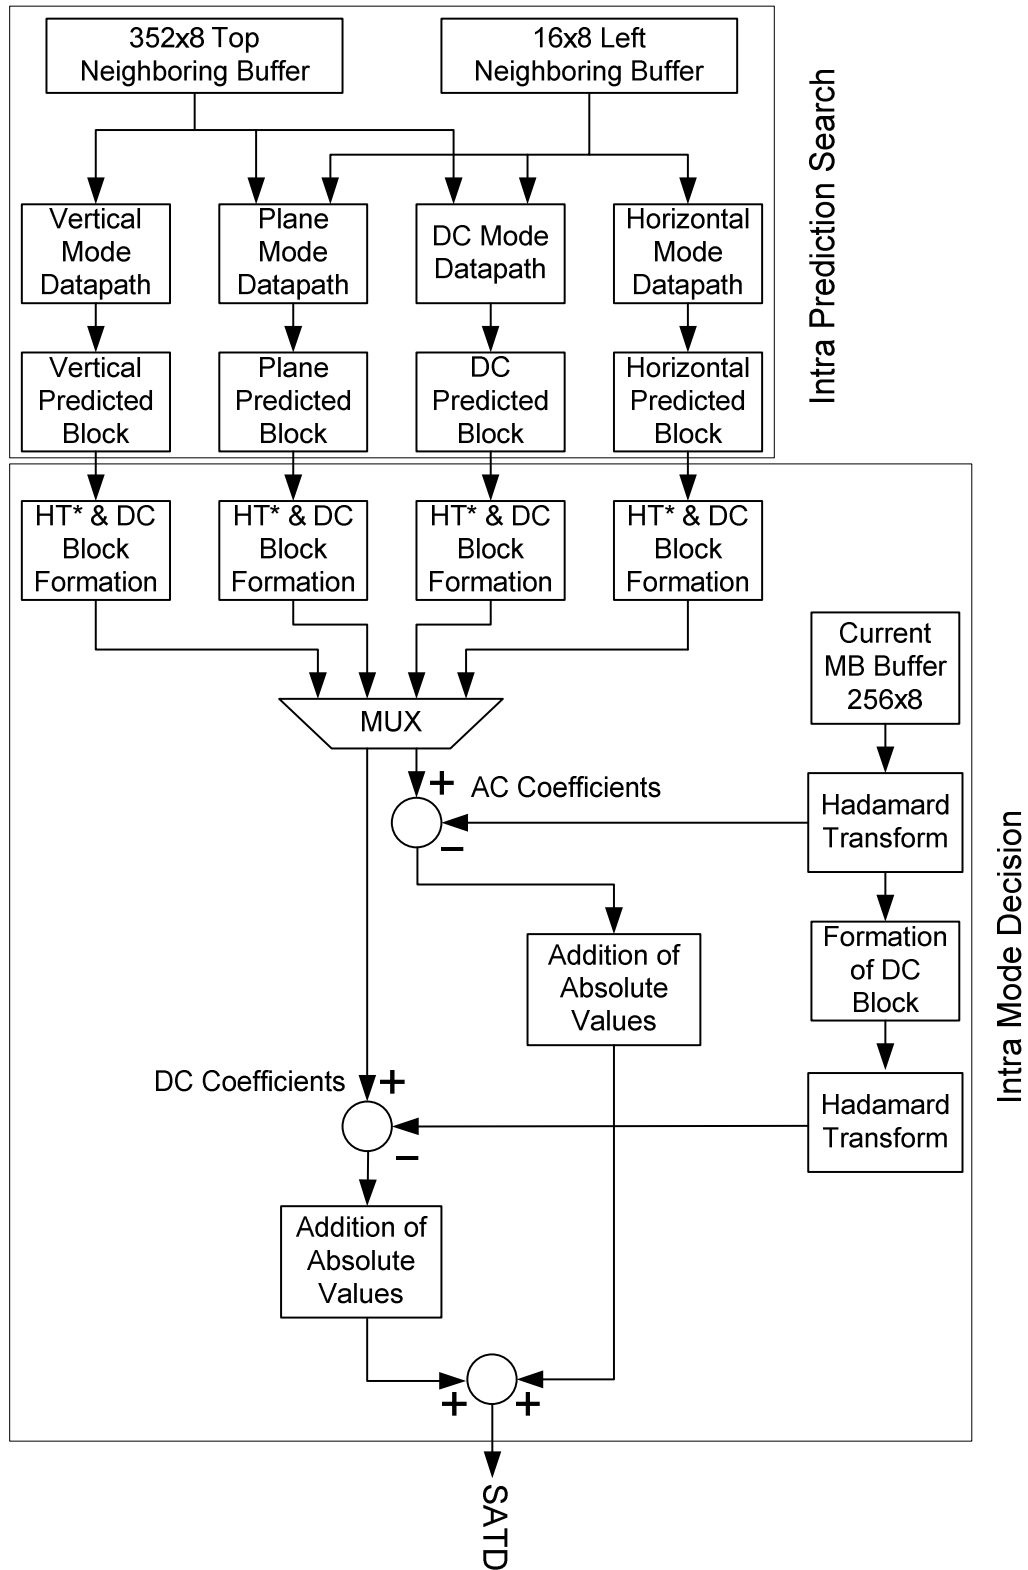 352x8 Top
Neighboring Buffer
16x8 Left
Neighboring Buffer
Intra Prediction Search
Vertical
Mode
Datapath
Plane
Mode
Datapath
DC Mode
Datapath
Horizontal
Mode
Datapath
Vertical
Predicted
Block
Plane
Predicted
Block
DC
Predicted
Block
Horizontal
Predicted
Block
HT* & DC
Block
Formation
HT* & DC
Block
Formation
HT* & DC
Block
Formation
HT* & DC
Block
Formation
Current
MB Buffer
256x8
MUX
+
AC Coefficients
−
Hadamard
Transform
Intra Mode Decision
Formation
of DC
Block
Addition of
Absolute
Values
DC Coefficients
+
−
Hadamard
Transform
Addition of
Absolute
Values
+
+
SATD